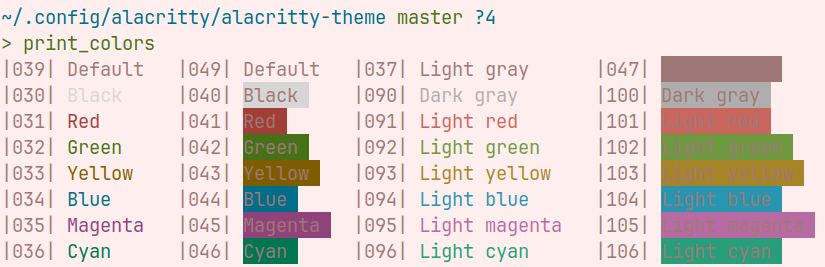 ~/.config/alacritty/alacritty-theme master ?4
> print_colors
|039| Default |049| Default |037| Light gray |047|
|030| Black |040| Black |090| Dark gray |100| Dark gray
|031| Red |041| Red |091| Light red |101| Light red
|032| Green |042| Green |092| Light green |102| Light green
|033| Yellow |043| Yellow |093| Light yellow |103| Light yellow
|034| Blue |044| Blue |094| Light blue |104| Light blue
|035| Magenta |045| Magenta |095| Light magenta |105| Light magenta
|036| Cyan |046| Cyan |096| Light cyan |106| Light cyan